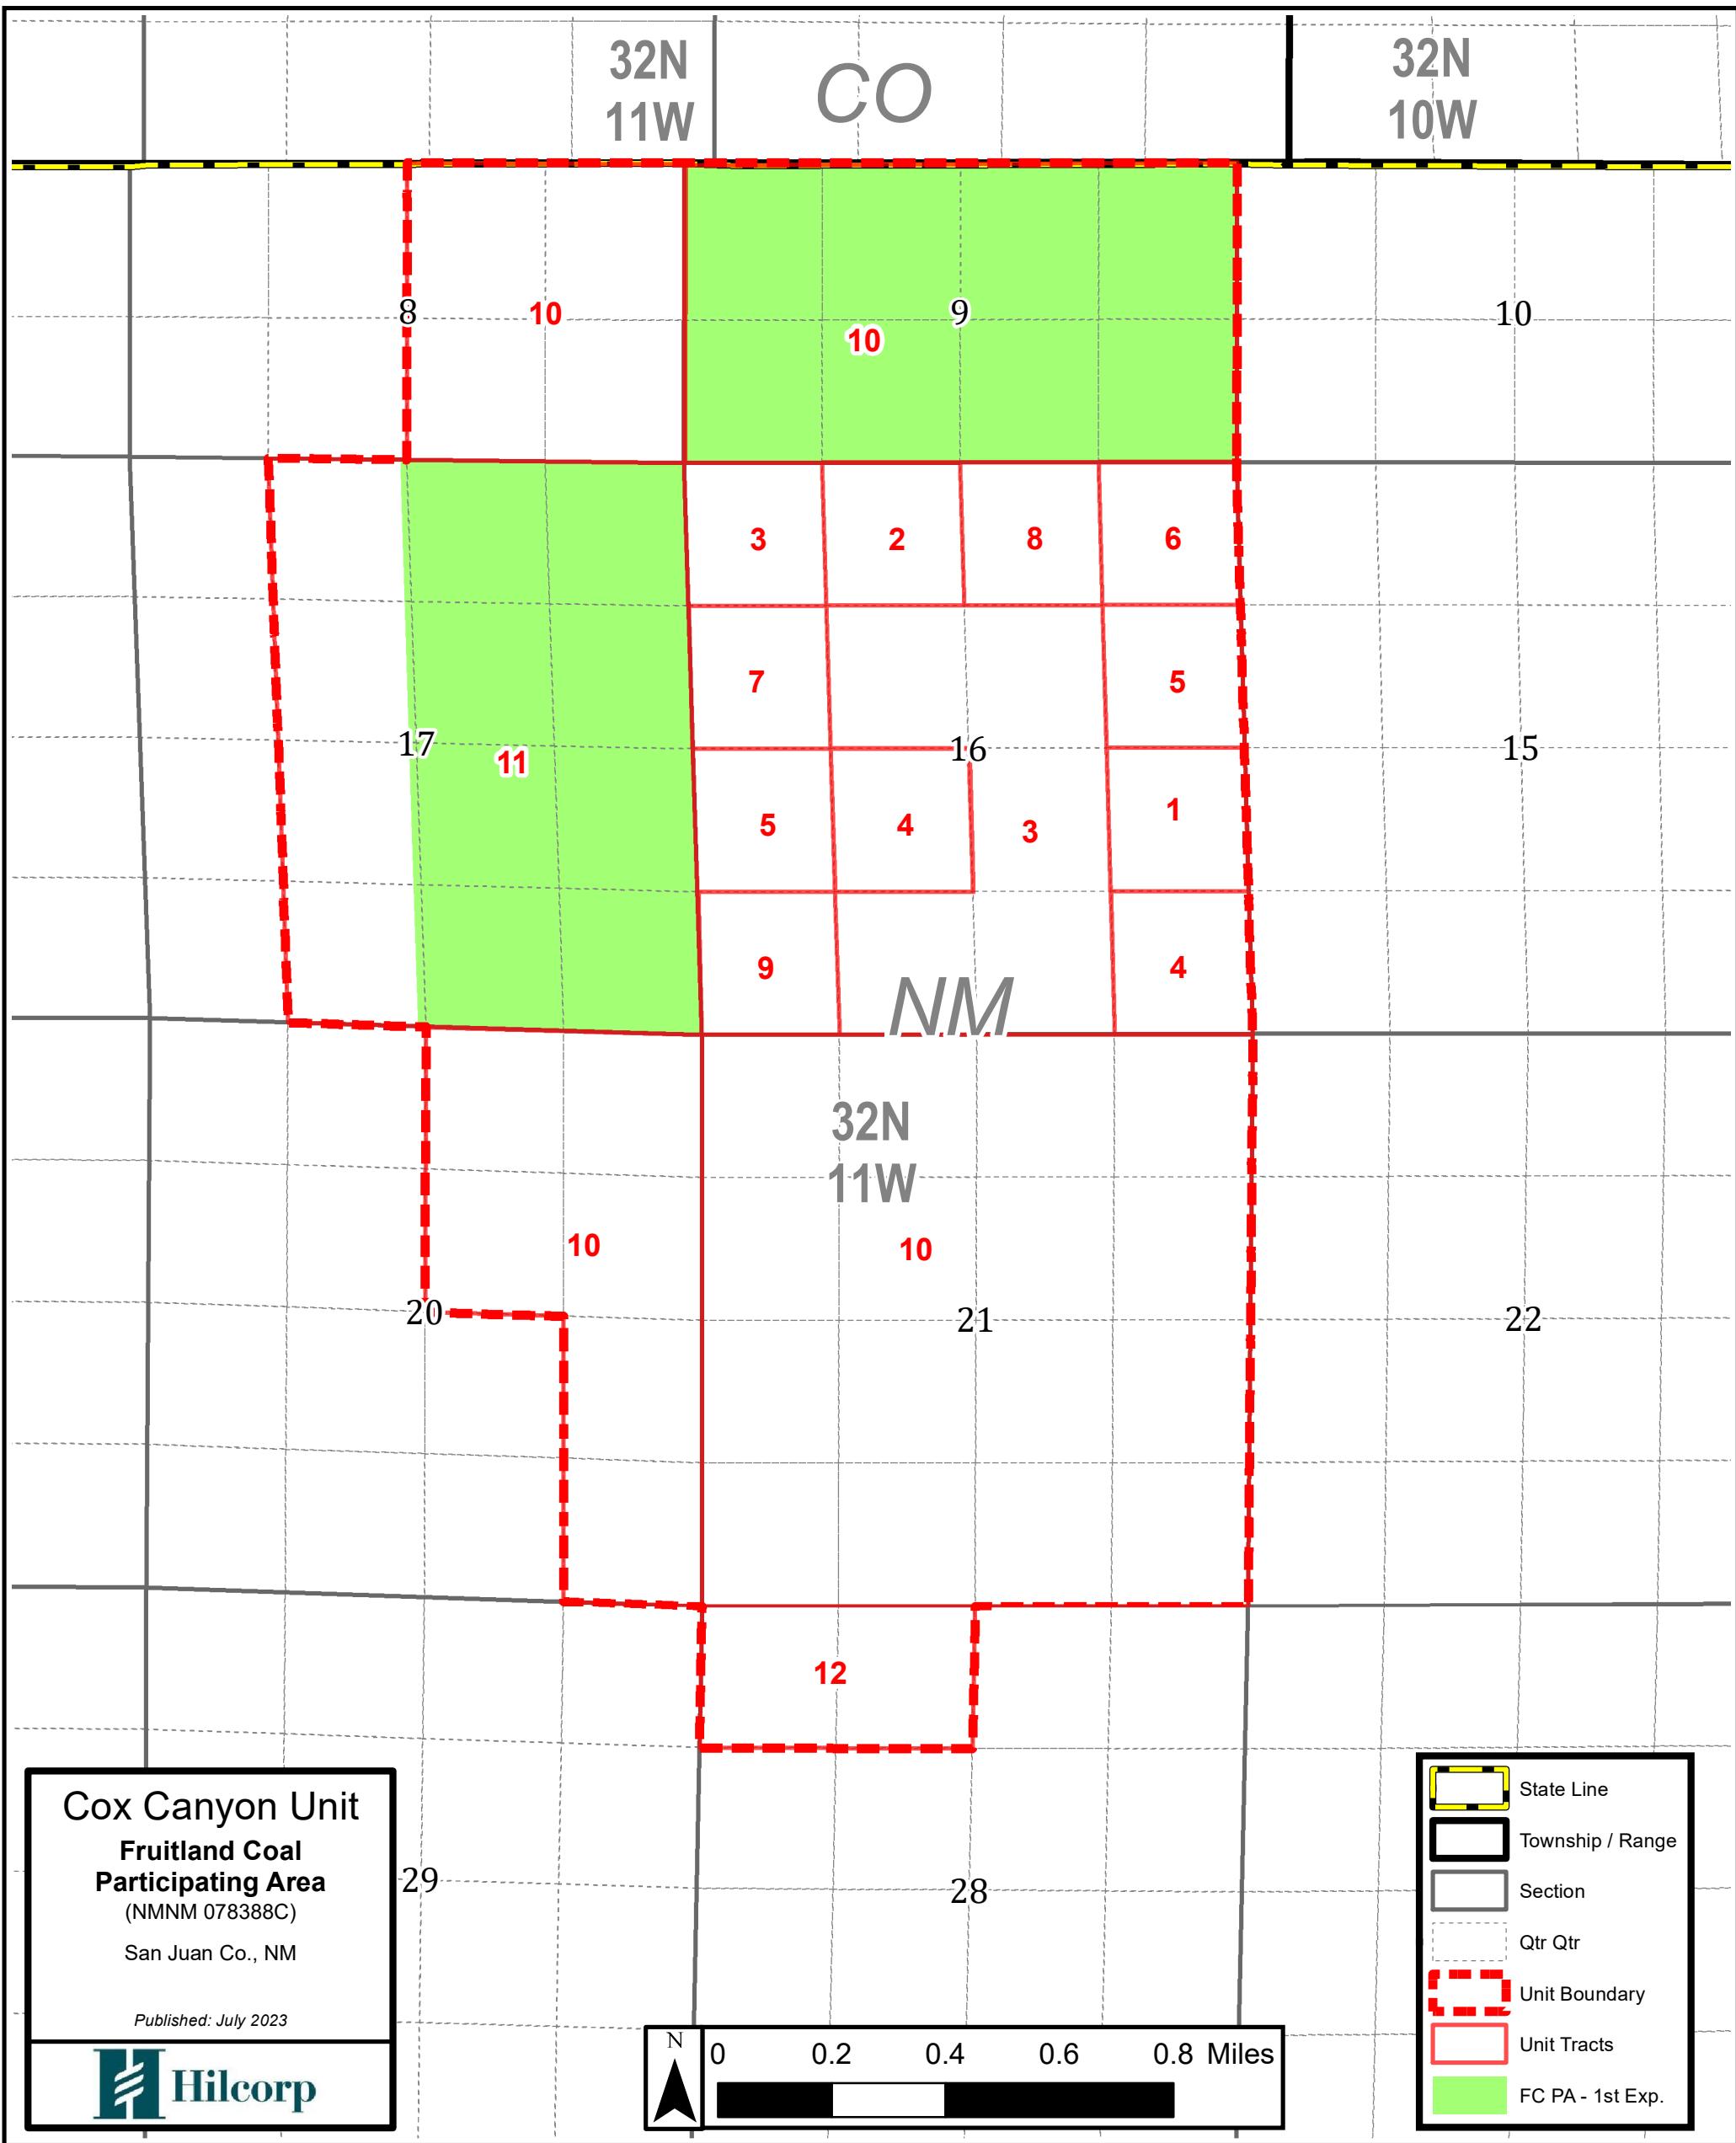 32N
11W
CO
32N
10W
8
10
10
9
10
3
2
8
6
7
5
17
11
16
15
5
4
3
1
9
4
NM
32N
11W
10
10
20
21
22
12
29
28
Cox Canyon Unit
Fruitland Coal
Participating Area
(NMNM 078388C)
San Juan Co., NM
Published: July 2023
Hilcorp
N
0 0.2 0.4 0.6 0.8 Miles
State Line
Township / Range
Section
Qtr Qtr
Unit Boundary
Unit Tracts
FC PA - 1st Exp.